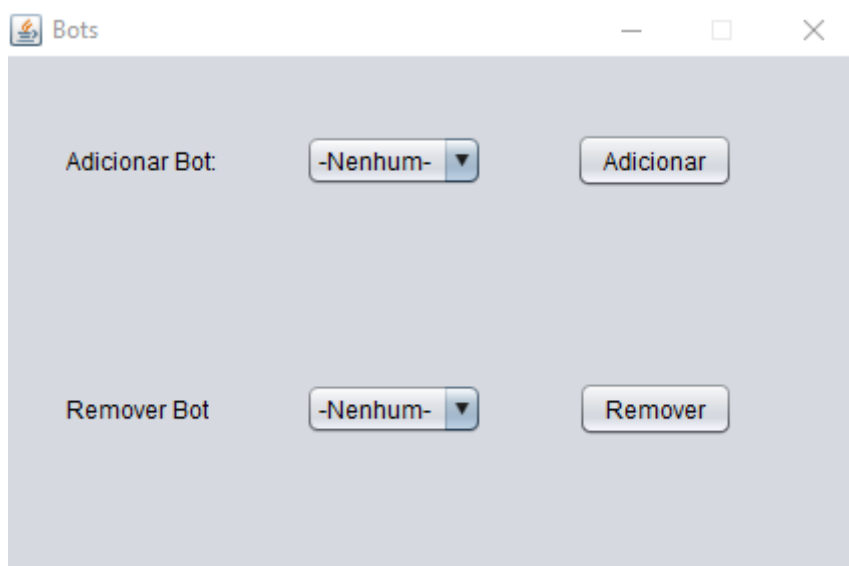 Bots
Adicionar Bot: -Nenhum- Adicionar
Remover Bot -Nenhum- Remover